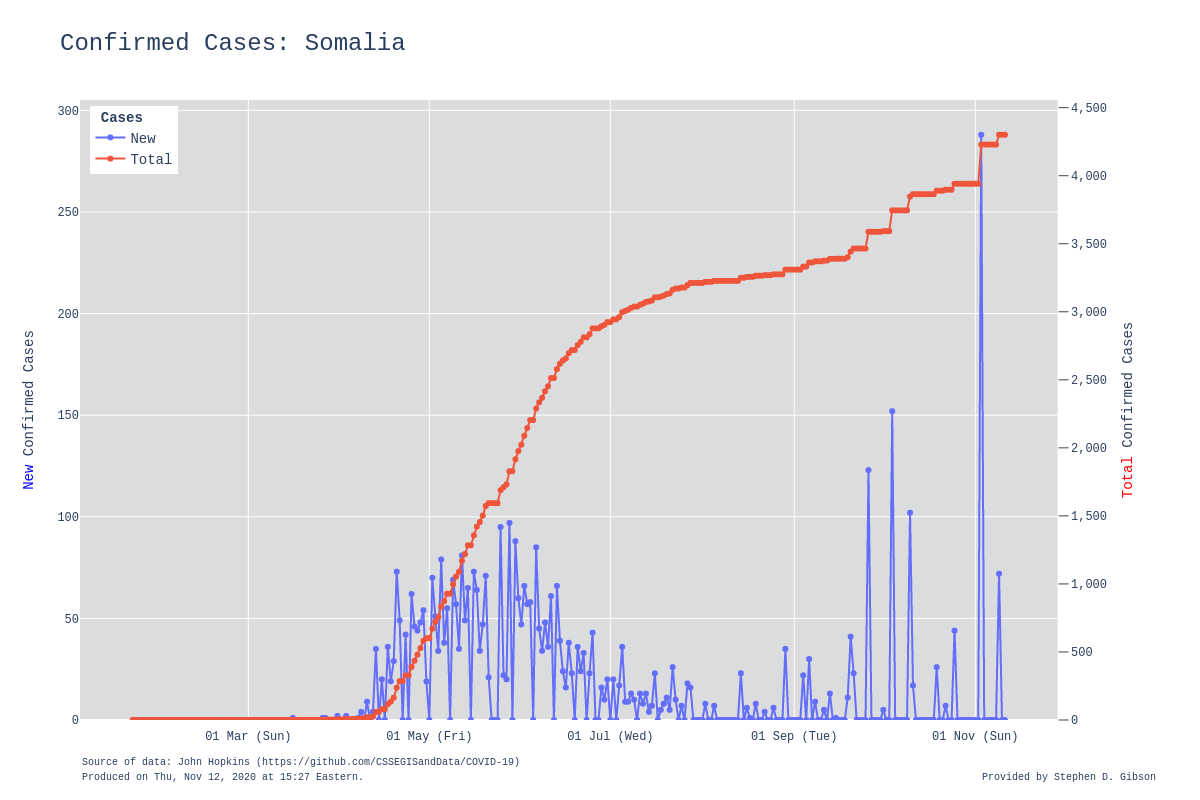 Confirmed Cases: Somalia
Cases
New
Total
300
250
200
150
100
50
0
4,500
4,000
3,500
3,000
2,500
2,000
1,500
1,000
500
0
New Confirmed Cases
Total Confirmed Cases
01 Mar (Sun)
01 May (Fri)
01 Jul (Wed)
01 Sep (Tue)
01 Nov (Sun)
Source of data: John Hopkins (https://github.com/CSSEGISandData/COVID-19)
Produced on Thu, Nov 12, 2020 at 15:27 Eastern.
Provided by Stephen D. Gibson